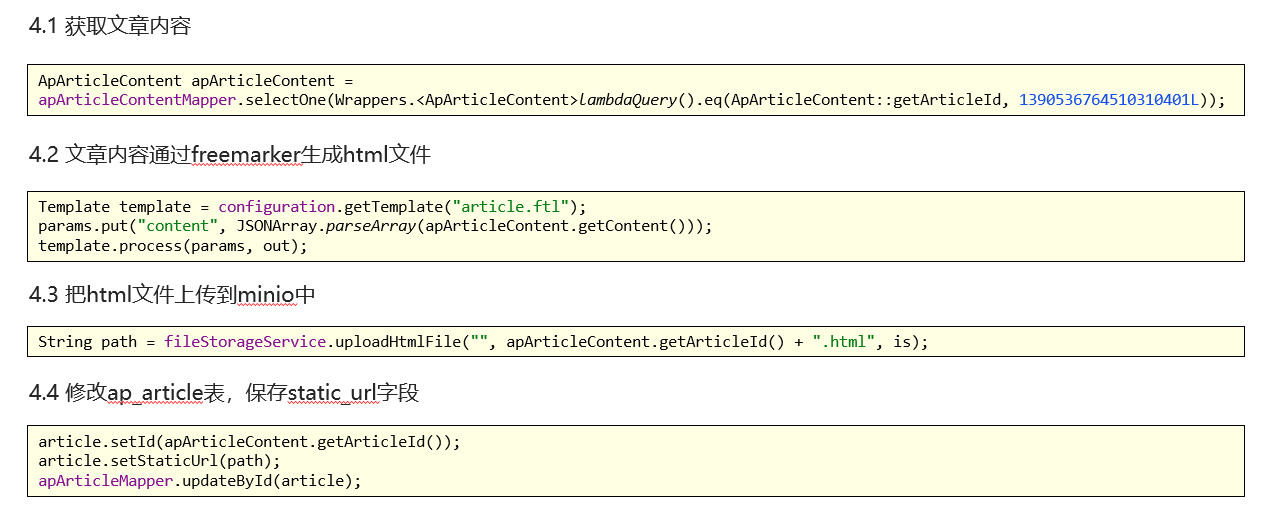 4.1 获取文章内容
ApArticleContent apArticleContent =
apArticleContentMapper.selectOne(Wrappers.<ApArticleContent>lambdaQuery().eq(ApArticleContent::getArticleId, 1390536764510310401L));
4.2 文章内容通过freemarker生成html文件
Template template = configuration.getTemplate("article.ftl");
params.put("content", JSONArray.parseArray(apArticleContent.getContent()));
template.process(params, out);
4.3 把html文件上传到minio中
String path = fileStorageService.uploadHtmlFile("", apArticleContent.getArticleId() + ".html", is);
4.4 修改ap_article表，保存static_url字段
article.setId(apArticleContent.getArticleId());
article.setStaticUrl(path);
apArticleMapper.updateById(article);